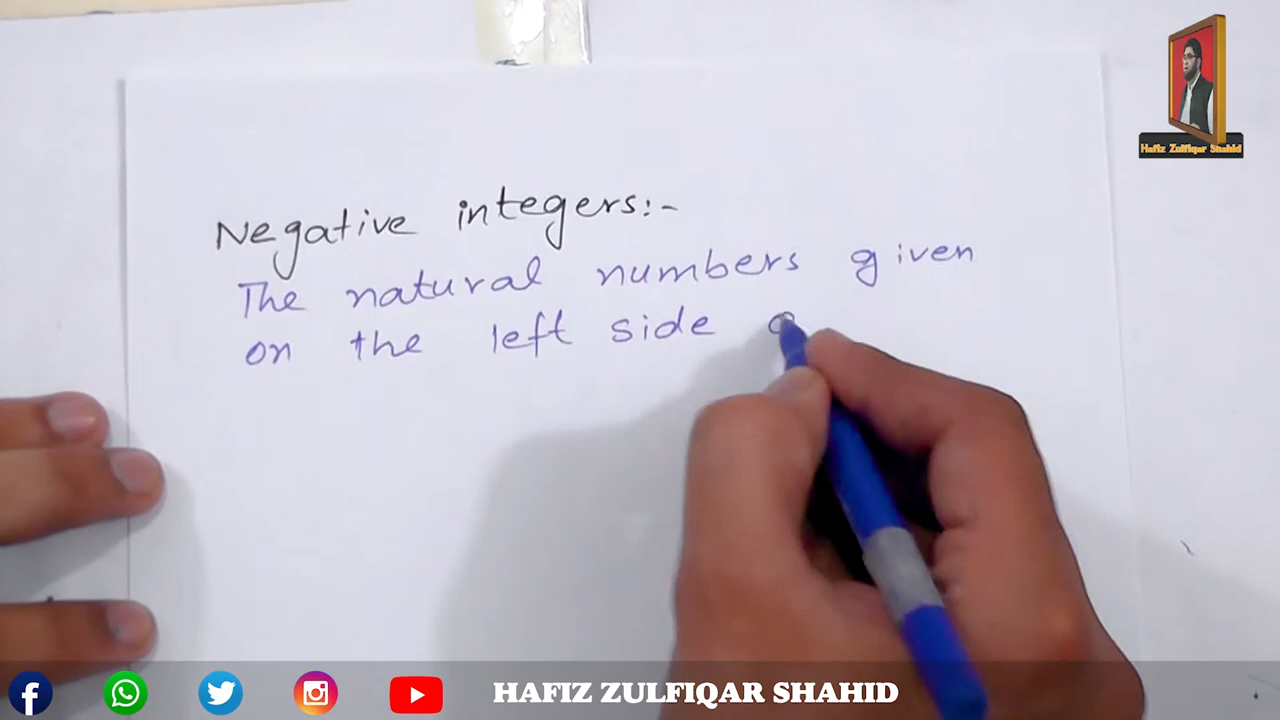 Hafiz Zulfiqar Shahid
Negative integers:-
The natural numbers given
on the left side o
HAFIZ ZULFIQAR SHAHID